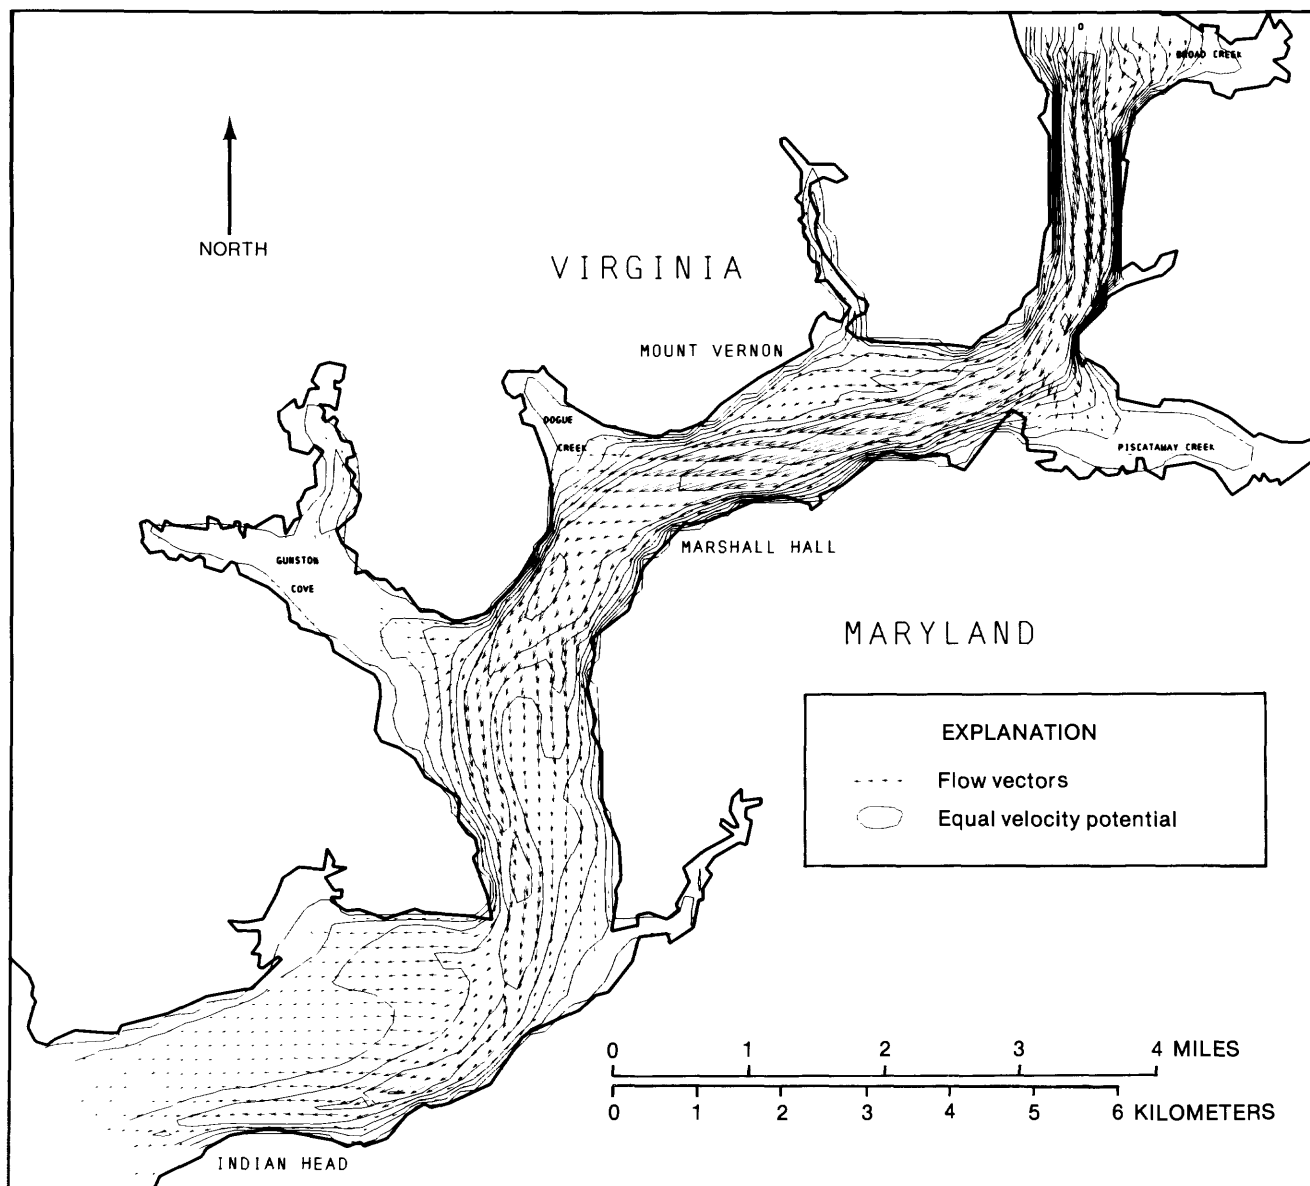 0
BROAD CREEK
NORTH
VIRGINIA
MOUNT VERNON
DOGUE
CREEK
PISCATAWAY CREEK
MARSHALL HALL
GUNSTON
COVE
MARYLAND
EXPLANATION
Flow vectors
Equal velocity potential
0 1 2 3 4 MILES
0 1 2 3 4 5 6 KILOMETERS
INDIAN HEAD